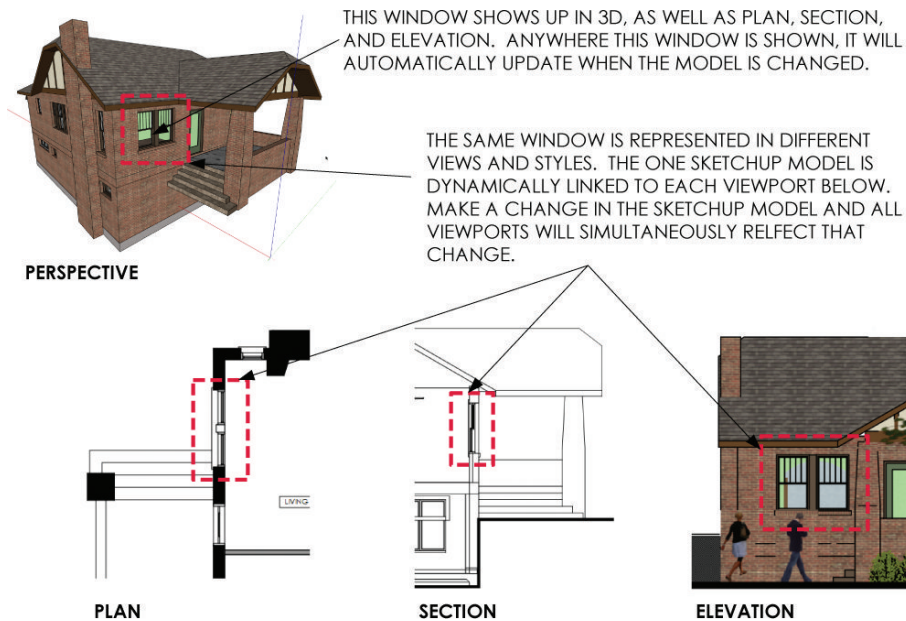 THIS WINDOW SHOWS UP IN 3D, AS WELL AS PLAN, SECTION,
AND ELEVATION.  ANYWHERE THIS WINDOW IS SHOWN, IT WILL
AUTOMATICALLY UPDATE WHEN THE MODEL IS CHANGED.
THE SAME WINDOW IS REPRESENTED IN DIFFERENT
VIEWS AND STYLES.  THE ONE SKETCHUP MODEL IS
DYNAMICALLY LINKED TO EACH VIEWPORT BELOW.
MAKE A CHANGE IN THE SKETCHUP MODEL AND ALL
VIEWPORTS WILL SIMULTANEOUSLY RELFECT THAT
CHANGE.
PERSPECTIVE
LIVING
PLAN
SECTION
ELEVATION